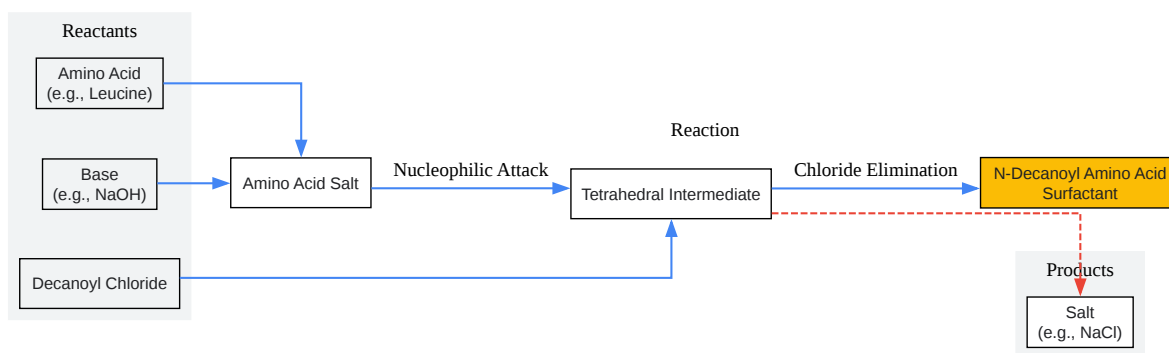 Reactants
Amino Acid
(e.g., Leucine)
Reaction
Base
(e.g., NaOH)
Amino Acid Salt
Nucleophilic Attack
Tetrahedral Intermediate
Chloride Elimination
N-Decanoyl Amino Acid
Surfactant
Decanoyl Chloride
Products
Salt
(e.g., NaCl)